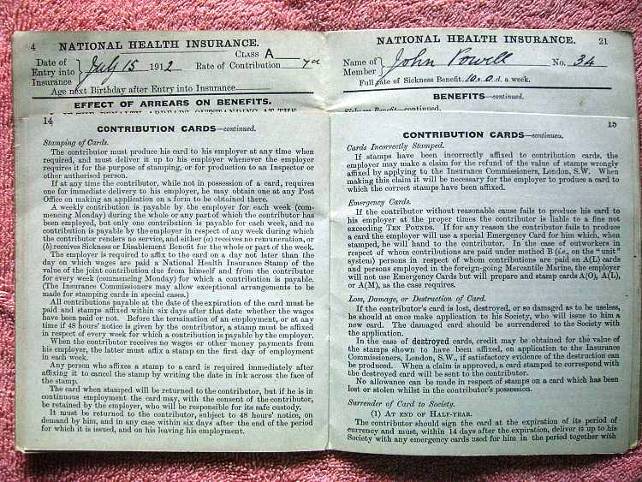 4 NATIONAL HEALTH INSURANCE.
CLASS A
Date of Entry into Insurance } July 15 1912 Rate of Contribution 7d
Age next Birthday after Entry into Insurance
EFFECT OF ARREARS ON BENEFITS.
14
CONTRIBUTION CARDS—continued.
Stamping of Cards.
The contributor must produce his card to his employer at any time when
required, and must deliver it up to his employer whenever the employer
requires it for the purpose of stamping, or for production to an Inspector or
other authorised person.
If at any time the contributor, while not in possession of a card, requires
one for immediate delivery to his employer, he may obtain one at any Post
Office on making an application on a form to be obtained there.
A weekly contribution is payable by the employer for each week (com-
mencing Monday) during the whole or any part of which the contributor has
been employed, but only one contribution is payable for each week, and no
contribution is payable by the employer in respect of any week during which
the contributor renders no service, and either (a) receives no remuneration, or
(b) receives Sickness or Disablement Benefit for the whole or part of the week.
The employer is required to affix to the card on a day not later than the
day on which wages are paid a National Health Insurance Stamp of the
value of the joint contribution due from himself and from the contributor
for every week (commencing Monday) for which a contribution is payable.
(The Insurance Commissioners may allow exceptional arrangements to be
made for stamping cards in special cases.)
All contributions payable at the date of the expiration of the card must be
paid and stamps affixed within six days after that date whether the wages
have been paid or not. Before the termination of an employment, or at any
time if 48 hours' notice is given by the contributor, a stamp must be affixed
in respect of every week for which a contribution is payable by the employer.
When the contributor receives no wages or other money payments from
his employer, the latter must affix a stamp on the first day of employment
in each week.
Any person who affixes a stamp to a card is required immediately after
affixing it to cancel the stamp by writing the date in ink across the face of
the stamp.
The card when stamped will be returned to the contributor, but if he is in
continuous employment the card may, with the consent of the contributor,
be retained by the employer, who will be responsible for its safe custody.
It must be returned to the contributor, subject to 48 hours' notice, on
demand by him, and in any case within six days after the end of the period
for which it is issued, and on his leaving his employment.
NATIONAL HEALTH INSURANCE. 21
Name of Member } John Powell No. 34
Full rate of Sickness Benefit 10s. 0d. a week.
BENEFITS—continued.
15
CONTRIBUTION CARDS—continued.
Cards Incorrectly Stamped.
If stamps have been incorrectly affixed to contribution cards, the
employer may make a claim for the refund of the value of stamps wrongly
affixed by applying to the Insurance Commissioners, London, S.W. When
making this claim it will be necessary for the employer to produce a card to
which the correct stamps have been affixed.
Emergency Cards.
If the contributor without reasonable cause fails to produce his card to
his employer at the proper times the contributor is liable to a fine not
exceeding TEN POUNDS. If for any reason the contributor fails to produce
a card the employer will use a special Emergency Card for him which, when
stamped, he will hand to the contributor. In the case of outworkers in
respect of whom contributions are paid under method B (i.e., on the "unit"
system) persons in respect of whom contributions are paid on A(L) cards
and persons employed in the foreign-going Mercantile Marine, the employer
will not use Emergency Cards but will prepare and stamp cards A(O), A(L),
or A(M), as the case requires.
Loss, Damage, or Destruction of Card.
If the contributor's card is lost, destroyed, or so damaged as to be useless,
he should at once make application to his Society, who will issue to him a
new card. The damaged card should be surrendered to the Society with
the application.
In the case of destroyed cards, credit may be obtained for the value of
the stamps shown to have been affixed, on application to the Insurance
Commissioners, London, S.W., if satisfactory evidence of the destruction can
be produced. When a claim is approved, a card stamped to correspond with
the destroyed card will be sent to the contributor.
No allowance can be made in respect of stamps on a card which has been
lost or stolen whilst in the contributor's possession.
Surrender of Card to Society.
(1) AT END OF HALF-YEAR.
The contributor should sign the card at the expiration of its period of
currency and must, within 14 days after the expiration, deliver it up to his
Society with any emergency cards used for him in the period together with